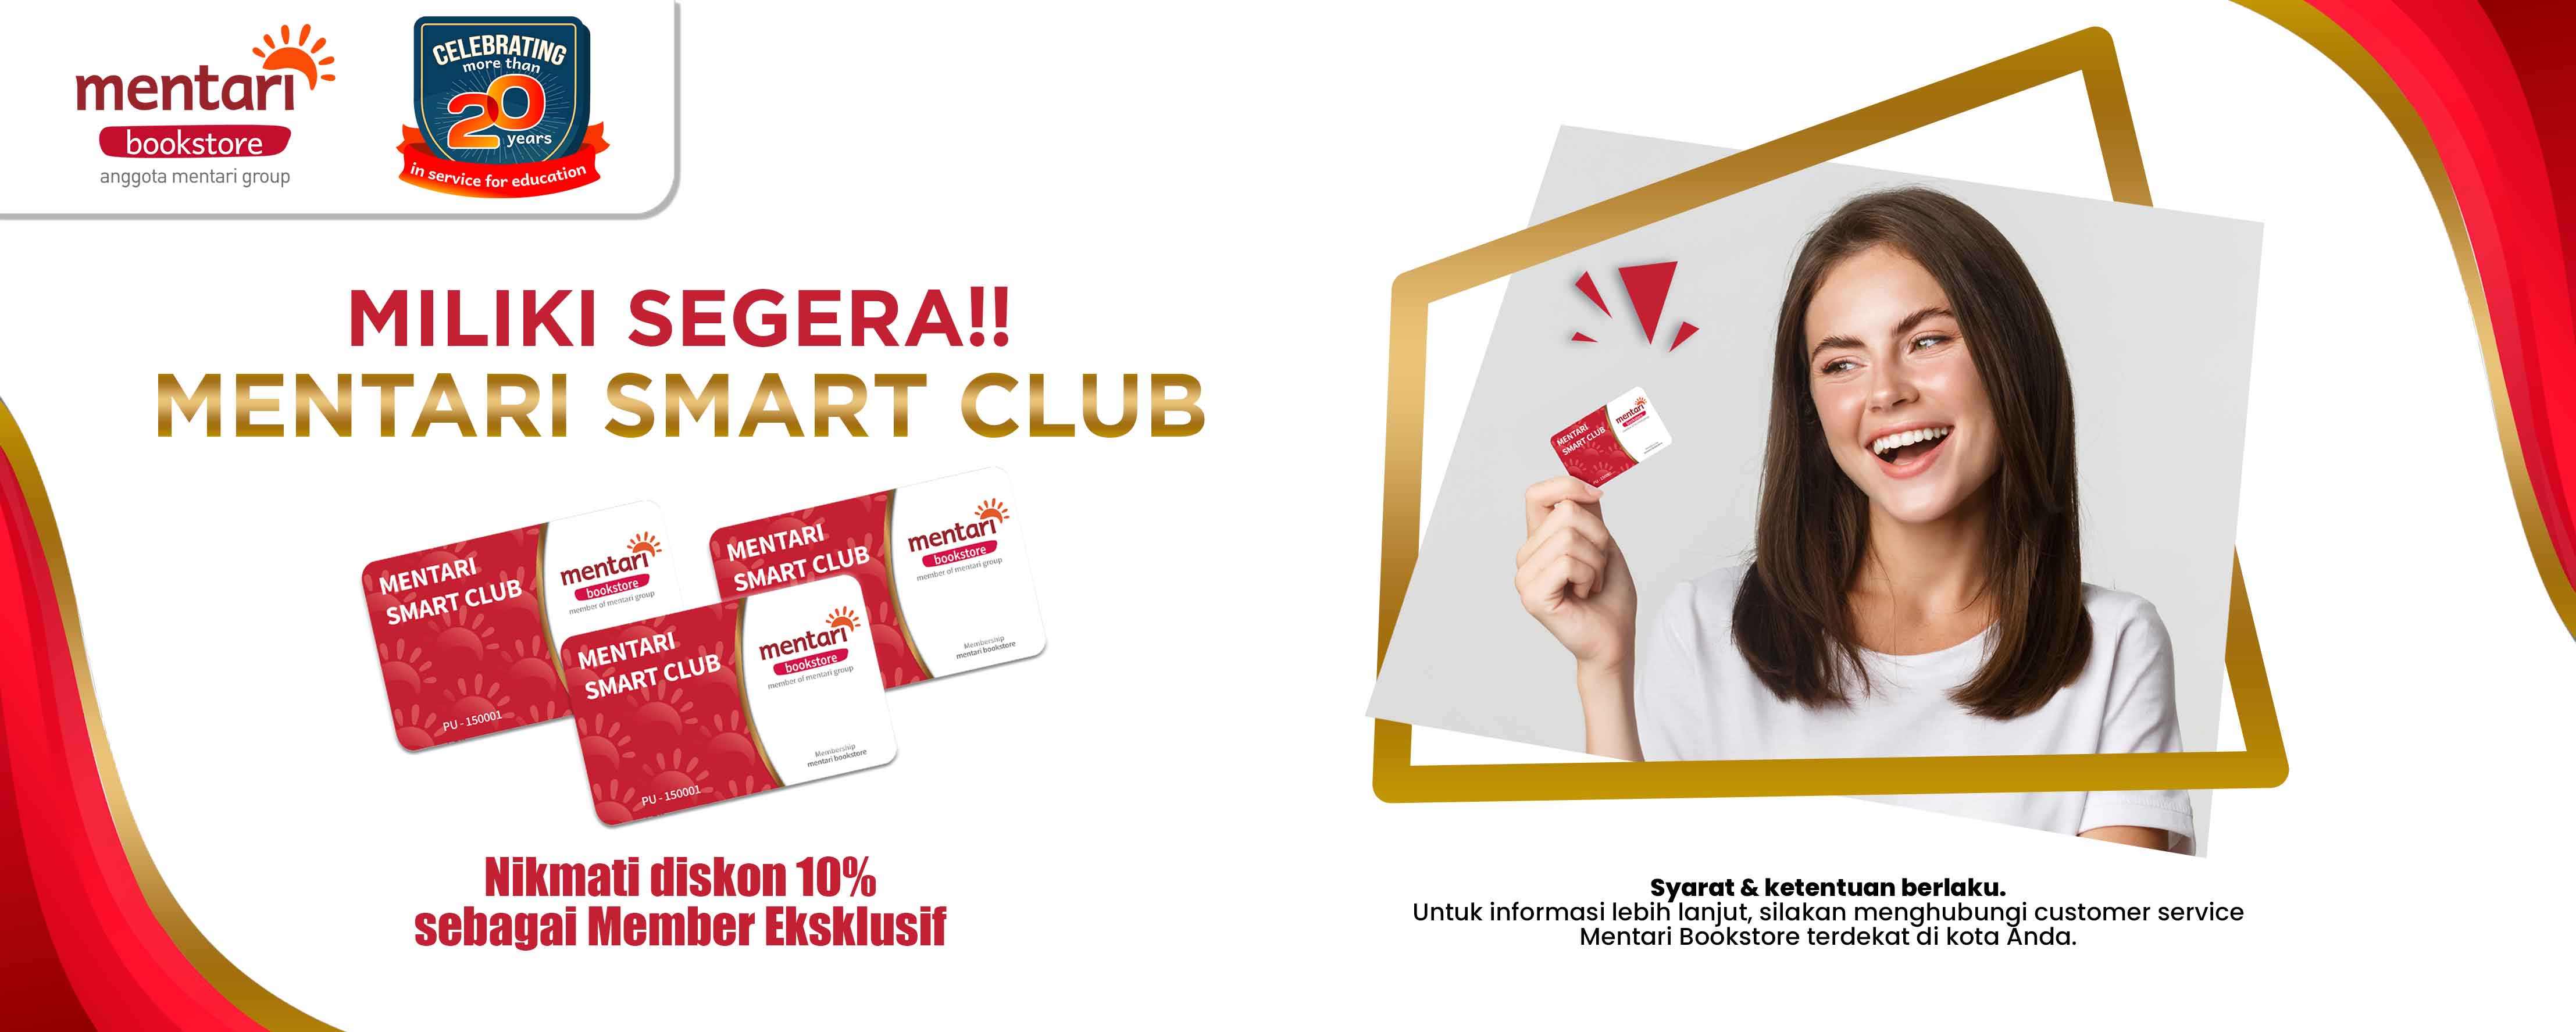 mentari
bookstore
anggota mentari group
CELEBRATING
more than
20
years
in service for education
MILIKI SEGERA!!
MENTARI SMART CLUB
MENTARI
SMART CLUB
mentari
bookstore
member of mentari group
PU - 150001
MENTARI
SMART CLUB
mentari
bookstore
member of mentari group
Membership
mentari bookstore
MENTARI
SMART CLUB
mentari
bookstore
member of mentari group
Membership
mentari bookstore
PU - 150001
MENTARI
SMART CLUB
mentari
bookstore
Nikmati diskon 10%
sebagai Member Eksklusif
Syarat & ketentuan berlaku.
Untuk informasi lebih lanjut, silakan menghubungi customer service
Mentari Bookstore terdekat di kota Anda.